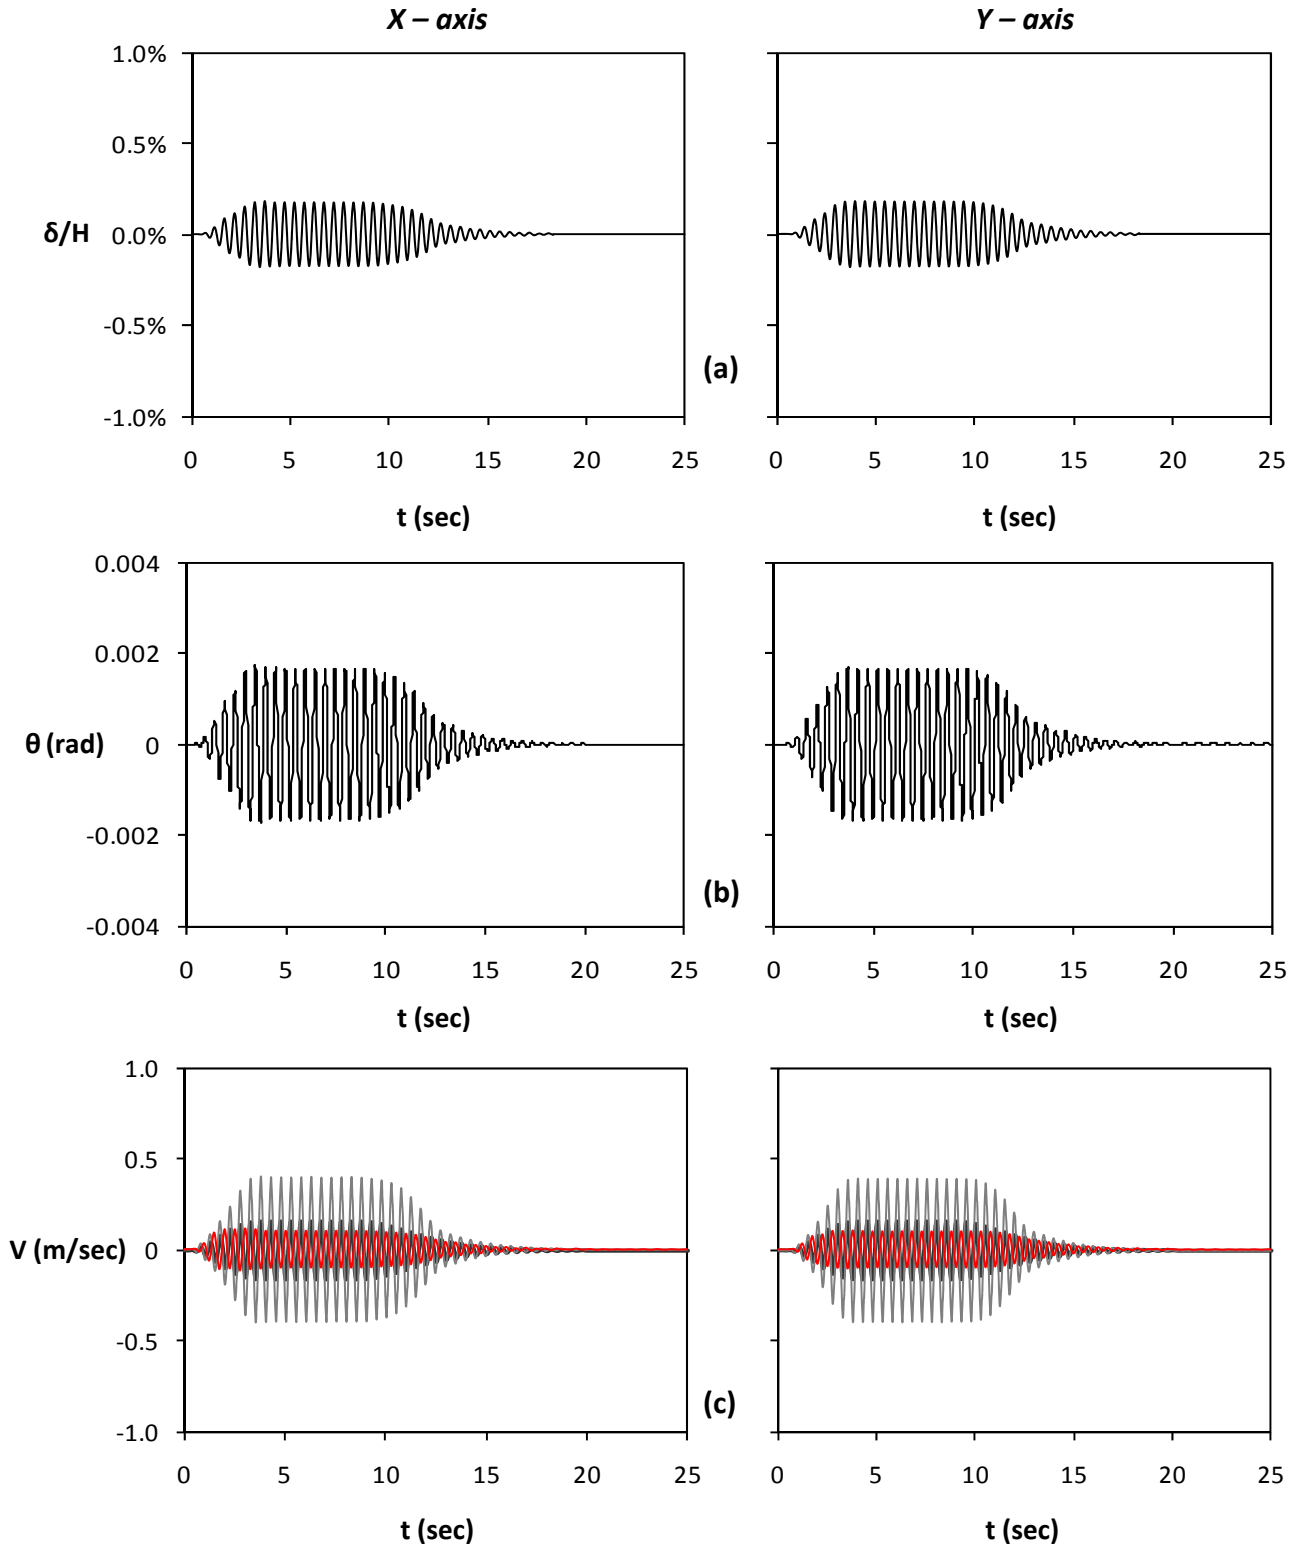 X – axis Y – axis
1.0%
0.5%
δ/H 0.0%
-0.5%
(a)
-1.0%
0 5 10 15 20 25 0 5 10 15 20 25
t (sec) t (sec)
0.004
0.002
θ (rad) 0
-0.002
(b)
-0.004
0 5 10 15 20 25 0 5 10 15 20 25
t (sec) t (sec)
1.0
0.5
V (m/sec) 0
-0.5
(c)
-1.0
0 5 10 15 20 25 0 5 10 15 20 25
t (sec) t (sec)